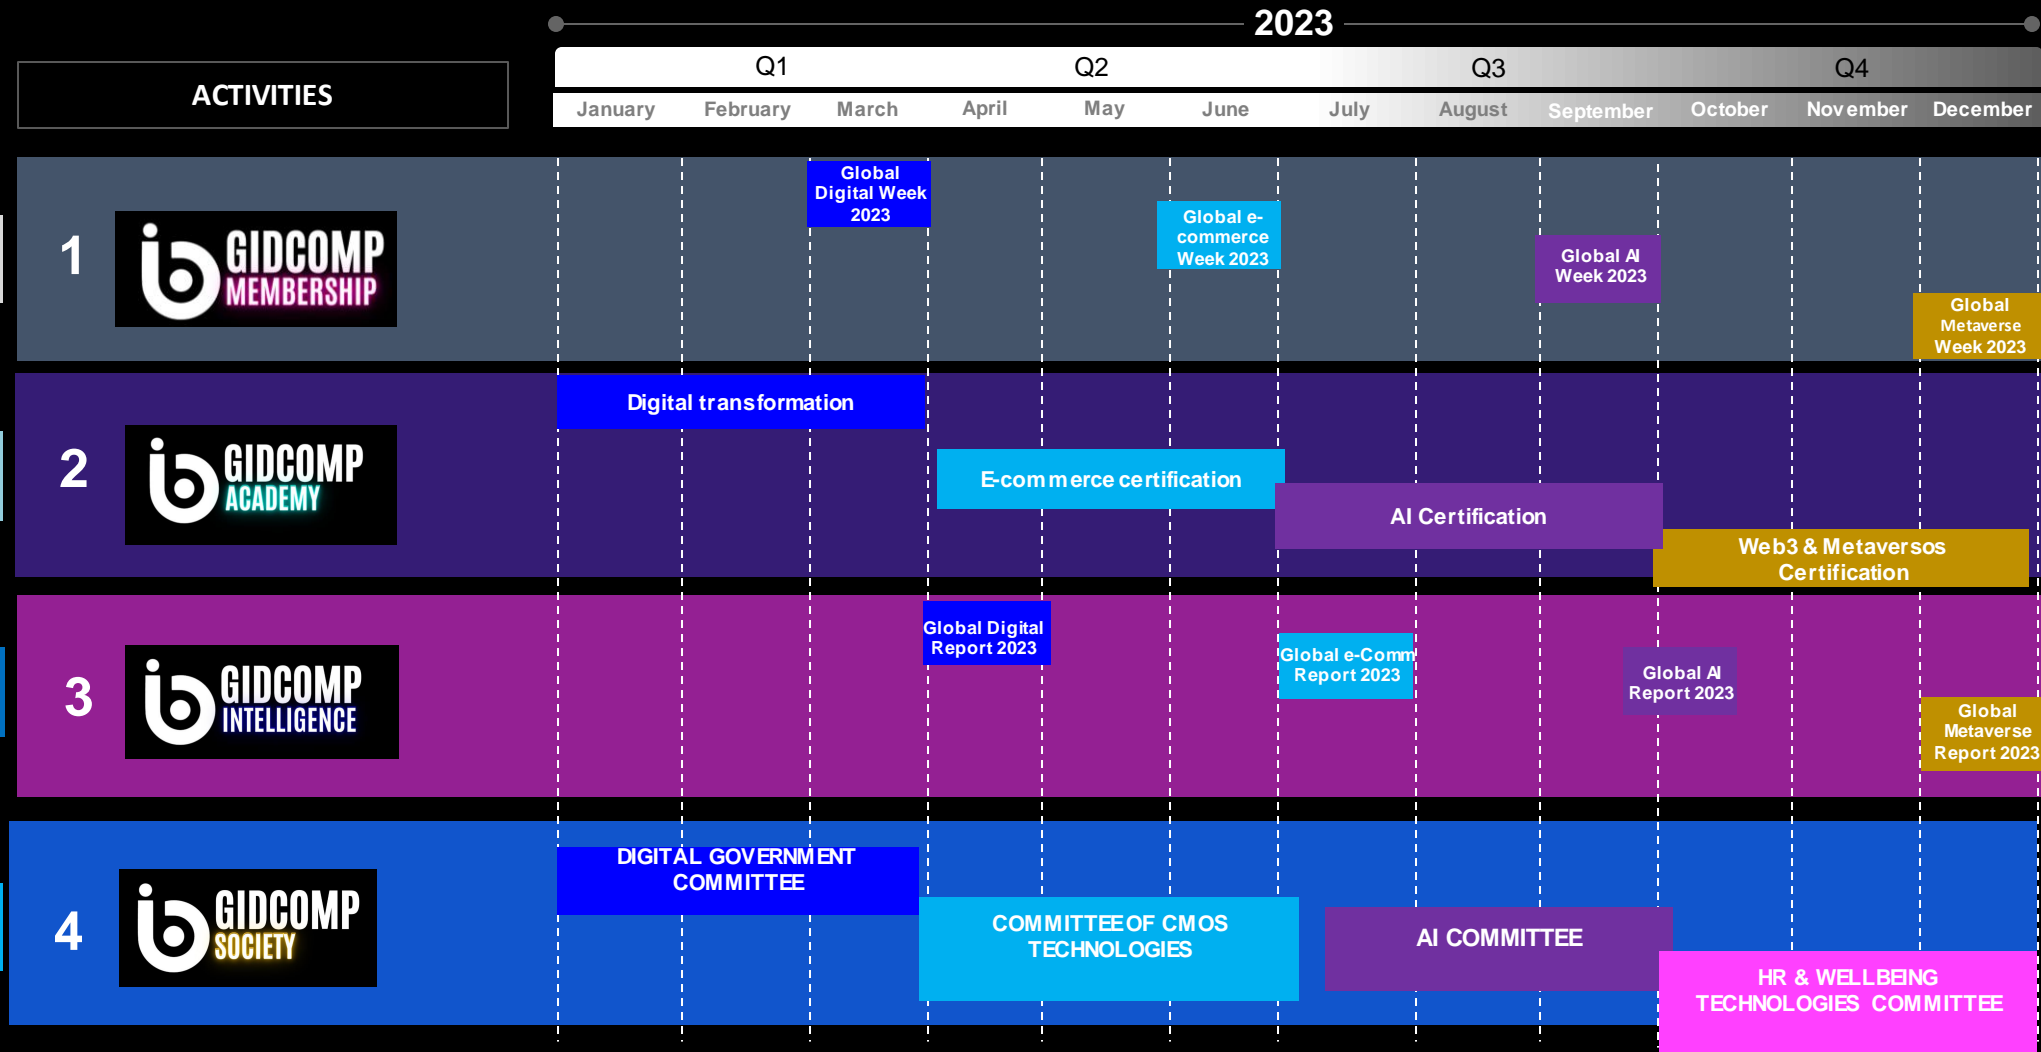 2023
Q1 Q2 Q3 Q4
ACTIVITIES
January February March April May June July August September October November December
1
GIDCOMP
MEMBERSHIP
Global
Digital Week
2023
Global e-
commerce
Week 2023
Global AI
Week 2023
Global
Metaverse
Week 2023
2
GIDCOMP
ACADEMY
Digital transformation
E-commerce certification
AI Certification
Web3 & Metaversos
Certification
3
GIDCOMP
INTELLIGENCE
Global Digital
Report 2023
Global e-Comm
Report 2023
Global AI
Report 2023
Global
Metaverse
Report 2023
4
GIDCOMP
SOCIETY
DIGITAL GOVERNMENT
COMMITTEE
COMMITTEE OF CMOS
TECHNOLOGIES
AI COMMITTEE
HR & WELLBEING
TECHNOLOGIES COMMITTEE